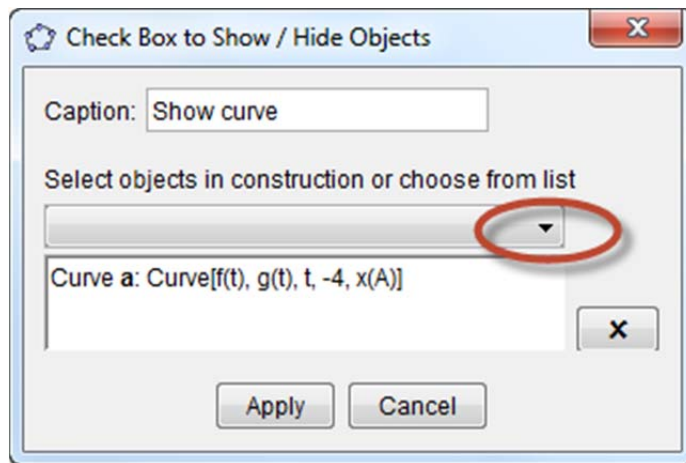 Check Box to Show / Hide Objects
Caption: Show curve
Select objects in construction or choose from list
Curve a: Curve[f(t), g(t), t, -4, x(A)]
Apply Cancel